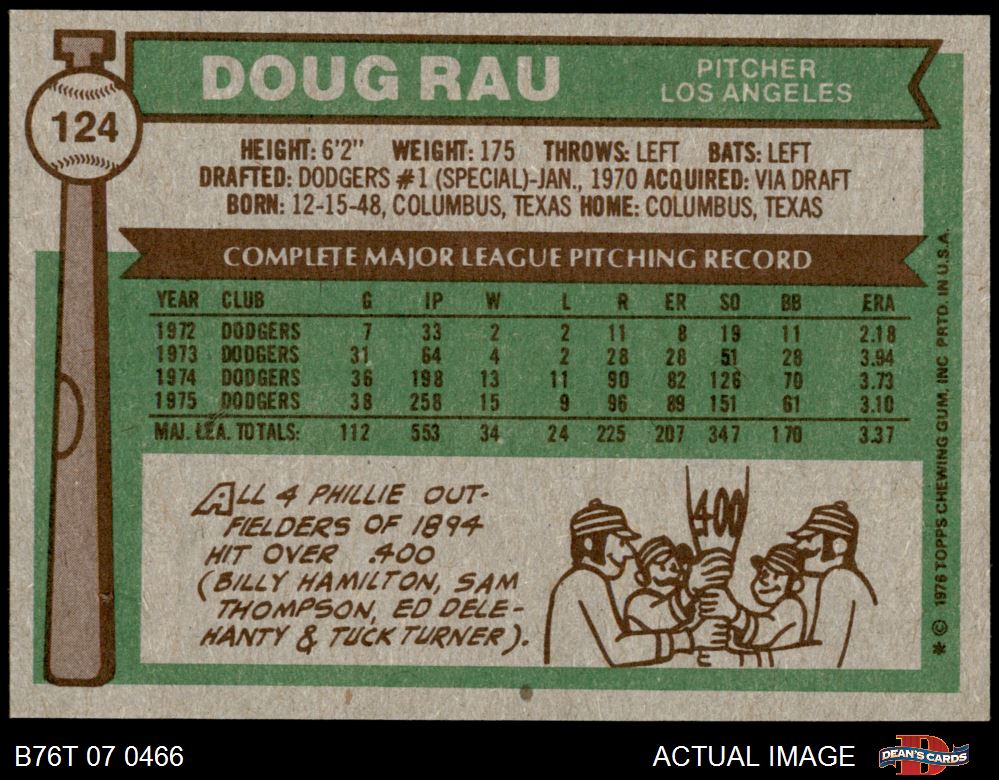 DOUG RAU
PITCHER
LOS ANGELES
124
HEIGHT: 6'2" WEIGHT: 175 THROWS: LEFT BATS: LEFT
DRAFTED: DODGERS #1 (SPECIAL)-JAN., 1970 ACQUIRED: VIA DRAFT
BORN: 12-15-48, COLUMBUS, TEXAS HOME: COLUMBUS, TEXAS
COMPLETE MAJOR LEAGUE PITCHING RECORD
YEAR CLUB G IP W L R ER SO BB ERA
1972 DODGERS 7 33 2 2 11 8 19 11 2.18
1973 DODGERS 31 64 4 2 28 28 51 28 3.94
1974 DODGERS 36 198 13 11 90 82 126 70 3.73
1975 DODGERS 38 258 15 9 96 89 151 61 3.10
MAJ. LEA. TOTALS: 112 553 34 24 225 207 347 170 3.37
ALL 4 PHILLIE OUT-
FIELDERS OF 1894
HIT OVER .400
(BILLY HAMILTON, SAM
THOMPSON, ED DELE-
HANTY & TUCK TURNER).
.400
* © 1976 TOPPS CHEWING GUM, INC PRTD. IN U.S.A.
B76T 07 0466
ACTUAL IMAGE
D
DEAN'S CARDS